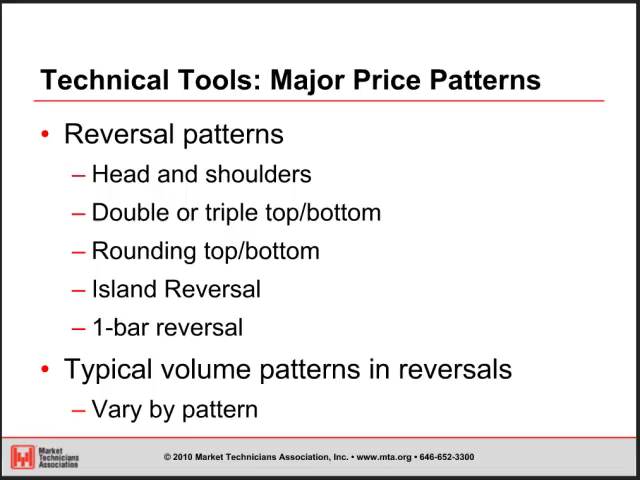 Technical Tools: Major Price Patterns
• Reversal patterns
– Head and shoulders
– Double or triple top/bottom
– Rounding top/bottom
– Island Reversal
– 1-bar reversal
• Typical volume patterns in reversals
– Vary by pattern
Market
Technicians
Association
© 2010 Market Technicians Association, Inc. • www.mta.org • 646-652-3300